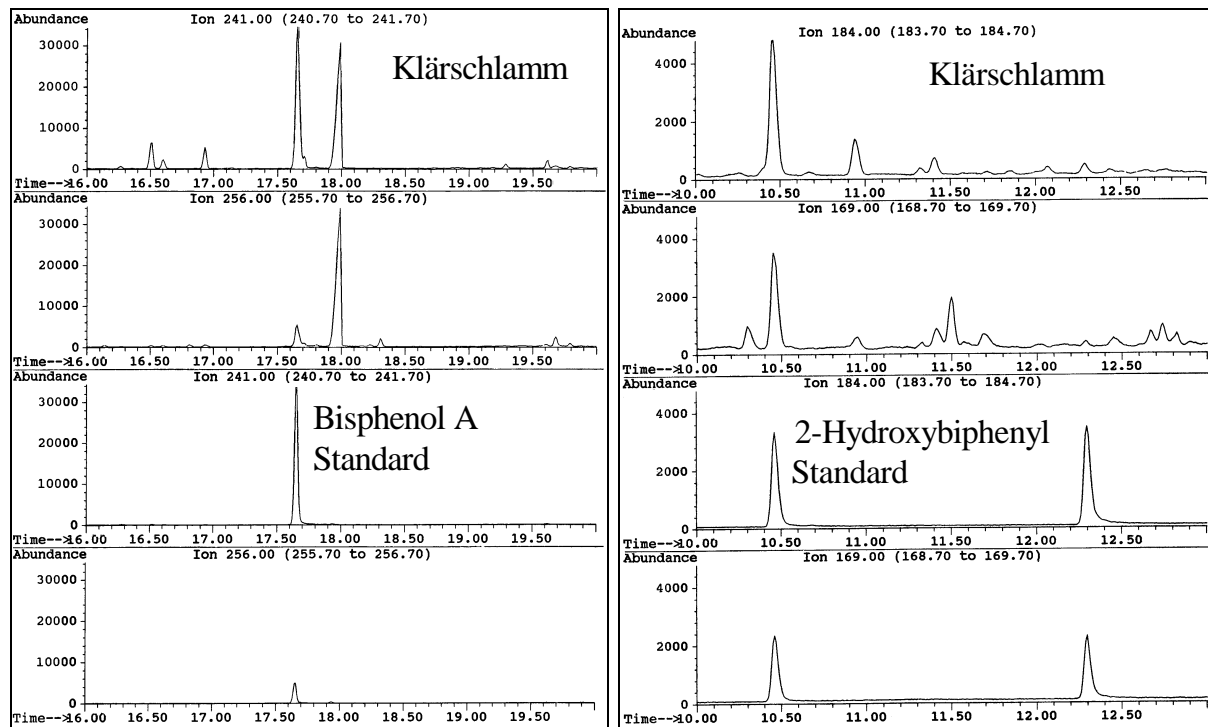 Abundance Ion 241.00 (240.70 to 241.70)
30000
Klärschlamm
20000
10000
0
Time-->16.00 16.50 17.00 17.50 18.00 18.50 19.00 19.50
Abundance Ion 256.00 (255.70 to 256.70)
30000
20000
10000
0
Time-->16.00 16.50 17.00 17.50 18.00 18.50 19.00 19.50
Abundance Ion 241.00 (240.70 to 241.70)
30000
Bisphenol A
Standard
20000
10000
0
Time-->16.00 16.50 17.00 17.50 18.00 18.50 19.00 19.50
Abundance Ion 256.00 (255.70 to 256.70)
30000
20000
10000
0
Time-->16.00 16.50 17.00 17.50 18.00 18.50 19.00 19.50
Abundance Ion 184.00 (183.70 to 184.70)
4000
Klärschlamm
2000
0
Time-->10.00 10.50 11.00 11.50 12.00 12.50
Abundance Ion 169.00 (168.70 to 169.70)
4000
2000
0
Time-->10.00 10.50 11.00 11.50 12.00 12.50
Abundance Ion 184.00 (183.70 to 184.70)
4000
2-Hydroxybiphenyl
Standard
2000
0
Time-->10.00 10.50 11.00 11.50 12.00 12.50
Abundance Ion 169.00 (168.70 to 169.70)
4000
2000
0
Time-->10.00 10.50 11.00 11.50 12.00 12.50